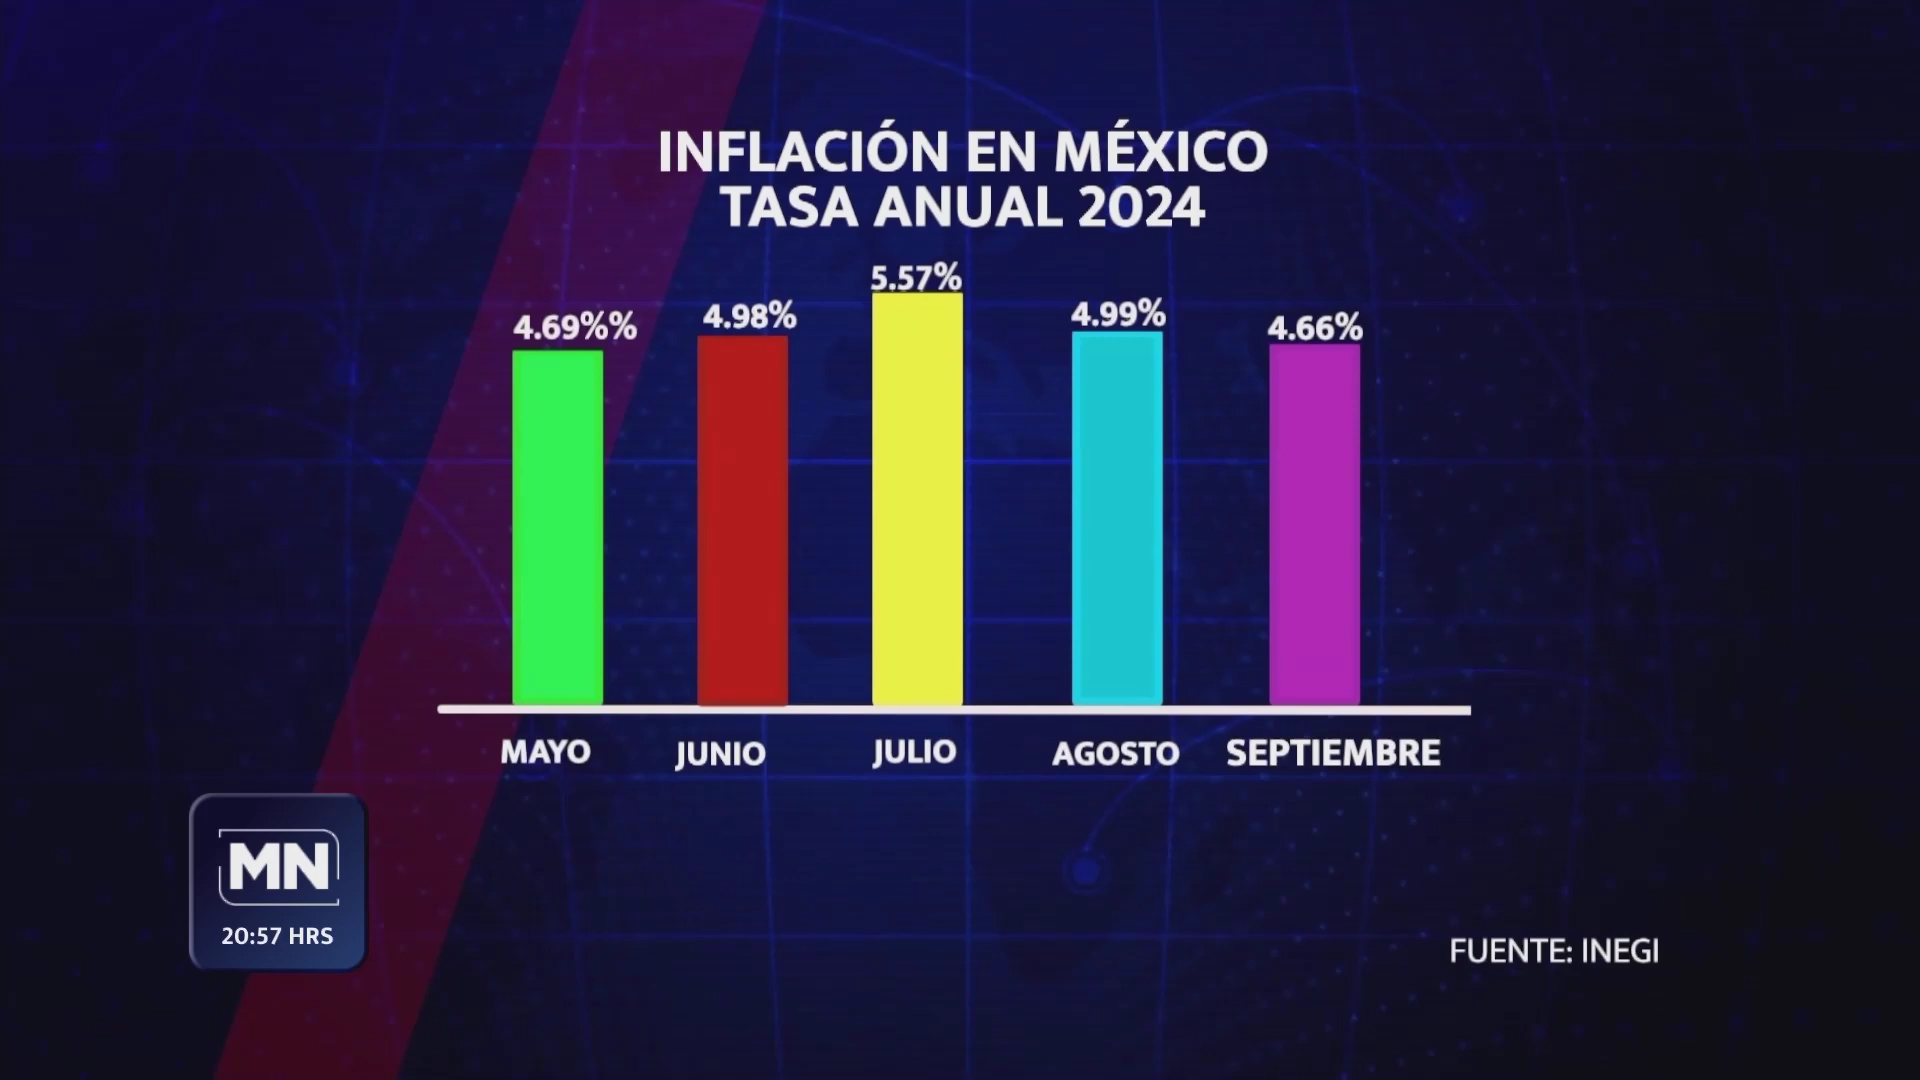 INFLACIÓN EN MÉXICO
TASA ANUAL 2024
5.57%
4.69%%
4.98%
4.99%
4.66%
MAYO
JUNIO
JULIO
AGOSTO
SEPTIEMBRE
MN
20:57 HRS
FUENTE: INEGI